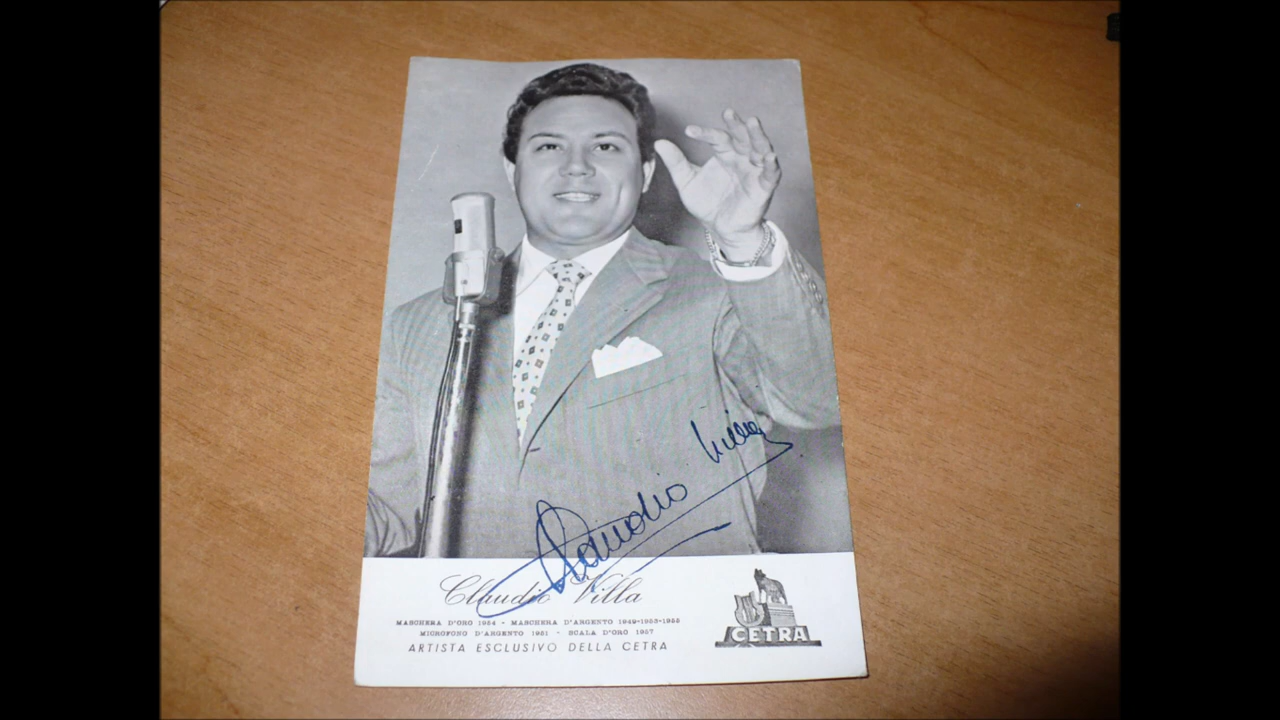 Claudio Villa
Claudio Villa
MASCHERA D'ORO 1954 - MASCHERA D'ARGENTO 1949-1953-1955
MICROFONO D'ARGENTO 1951 - SCALA D'ORO 1957
ARTISTA ESCLUSIVO DELLA CETRA
CETRA